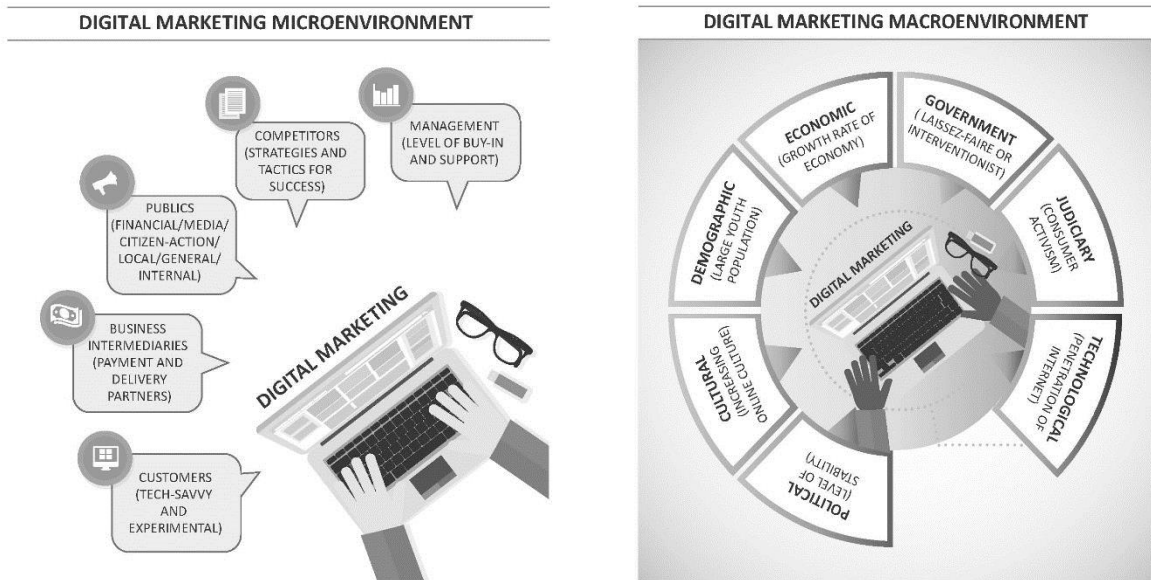 DIGITAL MARKETING MICROENVIRONMENT
COMPETITORS
(STRATEGIES AND
TACTICS FOR
SUCCESS)
MANAGEMENT
(LEVEL OF BUY-IN
AND SUPPORT)
PUBLICS
(FINANCIAL/MEDIA/
CITIZEN-ACTION/
LOCAL/GENERAL/
INTERNAL)
BUSINESS
INTERMEDIARIES
(PAYMENT AND
DELIVERY
PARTNERS)
CUSTOMERS
(TECH-SAVVY
AND
EXPERIMENTAL)
DIGITAL MARKETING
DIGITAL MARKETING MACROENVIRONMENT
ECONOMIC
(GROWTH RATE OF
ECONOMY)
GOVERNMENT
( LAISSEZ-FAIRE OR
INTERVENTIONIST)
JUDICIARY
(CONSUMER
ACTIVISM)
TECHNOLOGICAL
(PENETRATION OF
INTERNET)
POLITICAL
(LEVEL OF
STABILITY)
CULTURAL
(INCREASING
ONLINE CULTURE)
DEMOGRAPHIC
(LARGE YOUTH
POPULATION)
DIGITAL MARKETING